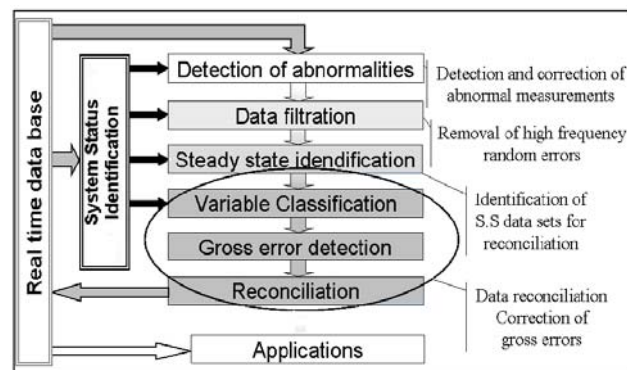 Real time data base
System Status
Identification
Detection of abnormalities
Data filtration
Steady state idendification
Variable Classification
Gross error detection
Reconciliation
Applications
Detection and correction of
abnormal measurements
Removal of high frequency
random errors
Identification of
S.S data sets for
reconciliation
Data reconciliation
Correction of
gross errors